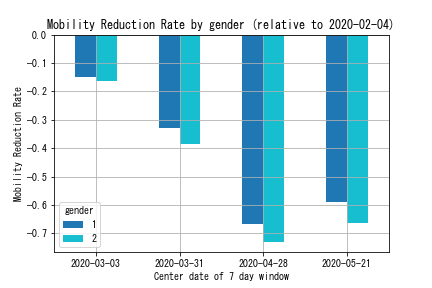 Mobility Reduction Rate by gender (relative to 2020-02-04)
0.0
-0.1
-0.2
-0.3
-0.4
-0.5
-0.6
-0.7
Mobility Reduction Rate
gender
1
2
2020-03-03 2020-03-31 2020-04-28 2020-05-21
Center date of 7 day window